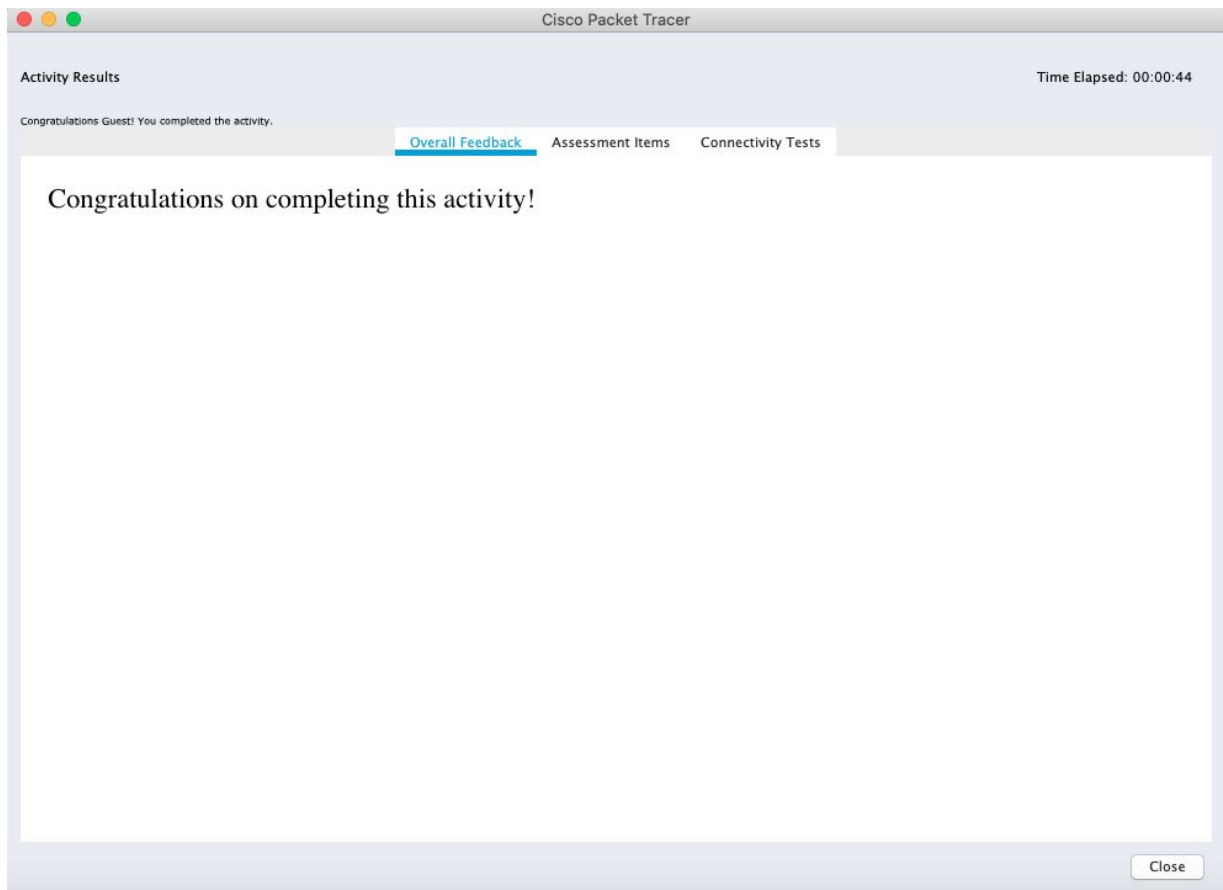 Cisco Packet Tracer
Activity Results
Time Elapsed: 00:00:44
Congratulations Guest! You completed the activity.
Overall Feedback
Assessment Items
Connectivity Tests
Congratulations on completing this activity!
Close